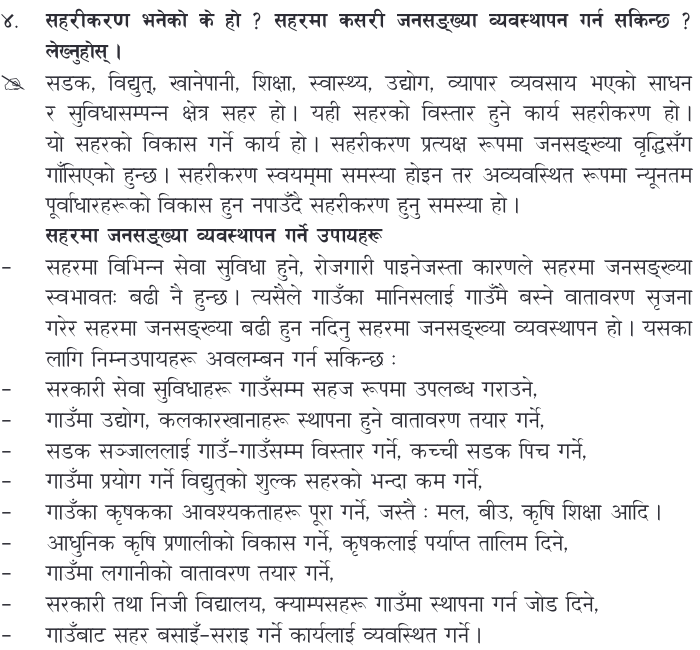 ४. सहरीकरण भनेको के हो ? सहरमा कसरी जनसङ्ख्या व्यवस्थापन गर्न सकिन्छ ?
लेख्नुहोस् ।
सडक, विद्युत्, खानेपानी, शिक्षा, स्वास्थ्य, उद्योग, व्यापार व्यवसाय भएको साधन
र सुविधासम्पन्न क्षेत्र सहर हो । यही सहरको विस्तार हुने कार्य सहरीकरण हो ।
यो सहरको विकास गर्ने कार्य हो । सहरीकरण प्रत्यक्ष रूपमा जनसङ्ख्या वृद्धिसँग
गाँसिएको हुन्छ । सहरीकरण स्वयम्मा समस्या होइन तर अव्यवस्थित रूपमा न्यूनतम
पूर्वाधारहरूको विकास हुन नपाउँदै सहरीकरण हुनु समस्या हो ।
सहरमा जनसङ्ख्या व्यवस्थापन गर्ने उपायहरू
- सहरमा विभिन्न सेवा सुविधा हुने, रोजगारी पाइनेजस्ता कारणले सहरमा जनसङ्ख्या
स्वभावतः बढी नै हुन्छ । त्यसैले गाउँका मानिसलाई गाउँमै बस्ने वातावरण सृजना
गरेर सहरमा जनसङ्ख्या बढी हुन नदिनु सहरमा जनसङ्ख्या व्यवस्थापन हो । यसका
लागि निम्नउपायहरू अवलम्बन गर्न सकिन्छ :
- सरकारी सेवा सुविधाहरू गाउँसम्म सहज रूपमा उपलब्ध गराउने,
- गाउँमा उद्योग, कलकारखानाहरू स्थापना हुने वातावरण तयार गर्ने,
- सडक सञ्जाललाई गाउँ-गाउँसम्म विस्तार गर्ने, कच्ची सडक पिच गर्ने,
- गाउँमा प्रयोग गर्ने विद्युत्को शुल्क सहरको भन्दा कम गर्ने,
- गाउँका कृषकका आवश्यकताहरू पूरा गर्ने, जस्तै : मल, बीउ, कृषि शिक्षा आदि ।
- आधुनिक कृषि प्रणालीको विकास गर्ने, कृषकलाई पर्याप्त तालिम दिने,
- गाउँमा लगानीको वातावरण तयार गर्ने,
- सरकारी तथा निजी विद्यालय, क्याम्पसहरू गाउँमा स्थापना गर्न जोड दिने,
- गाउँबाट सहर बसाइँ-सराइ गर्ने कार्यलाई व्यवस्थित गर्ने ।